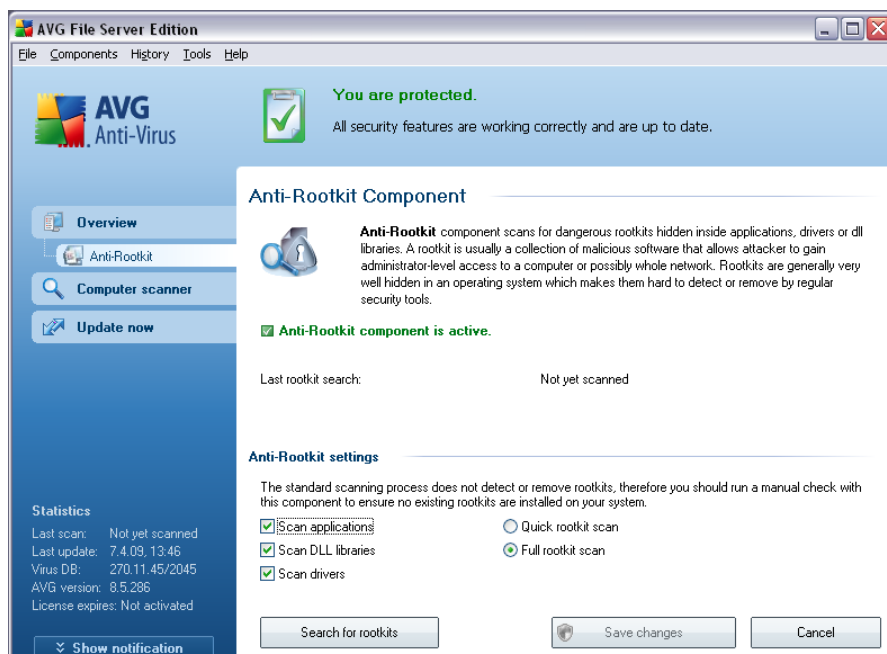 AVG File Server Edition
File Components History Tools Help
AVG
Anti-Virus
You are protected.
All security features are working correctly and are up to date.
Overview
Anti-Rootkit
Computer scanner
Update now
Anti-Rootkit Component
Anti-Rootkit component scans for dangerous rootkits hidden inside applications, drivers or dll
libraries. A rootkit is usually a collection of malicious software that allows attacker to gain
administrator-level access to a computer or possibly whole network. Rootkits are generally very
well hidden in an operating system which makes them hard to detect or remove by regular
security tools.
Anti-Rootkit component is active.
Last rootkit search: Not yet scanned
Anti-Rootkit settings
The standard scanning process does not detect or remove rootkits, therefore you should run a manual check with
this component to ensure no existing rootkits are installed on your system.
Scan applications Quick rootkit scan
Scan DLL libraries Full rootkit scan
Scan drivers
Search for rootkits Save changes Cancel
Statistics
Last scan: Not yet scanned
Last update: 7.4.09, 13:46
Virus DB: 270.11.45/2045
AVG version: 8.5.286
License expires: Not activated
Show notification